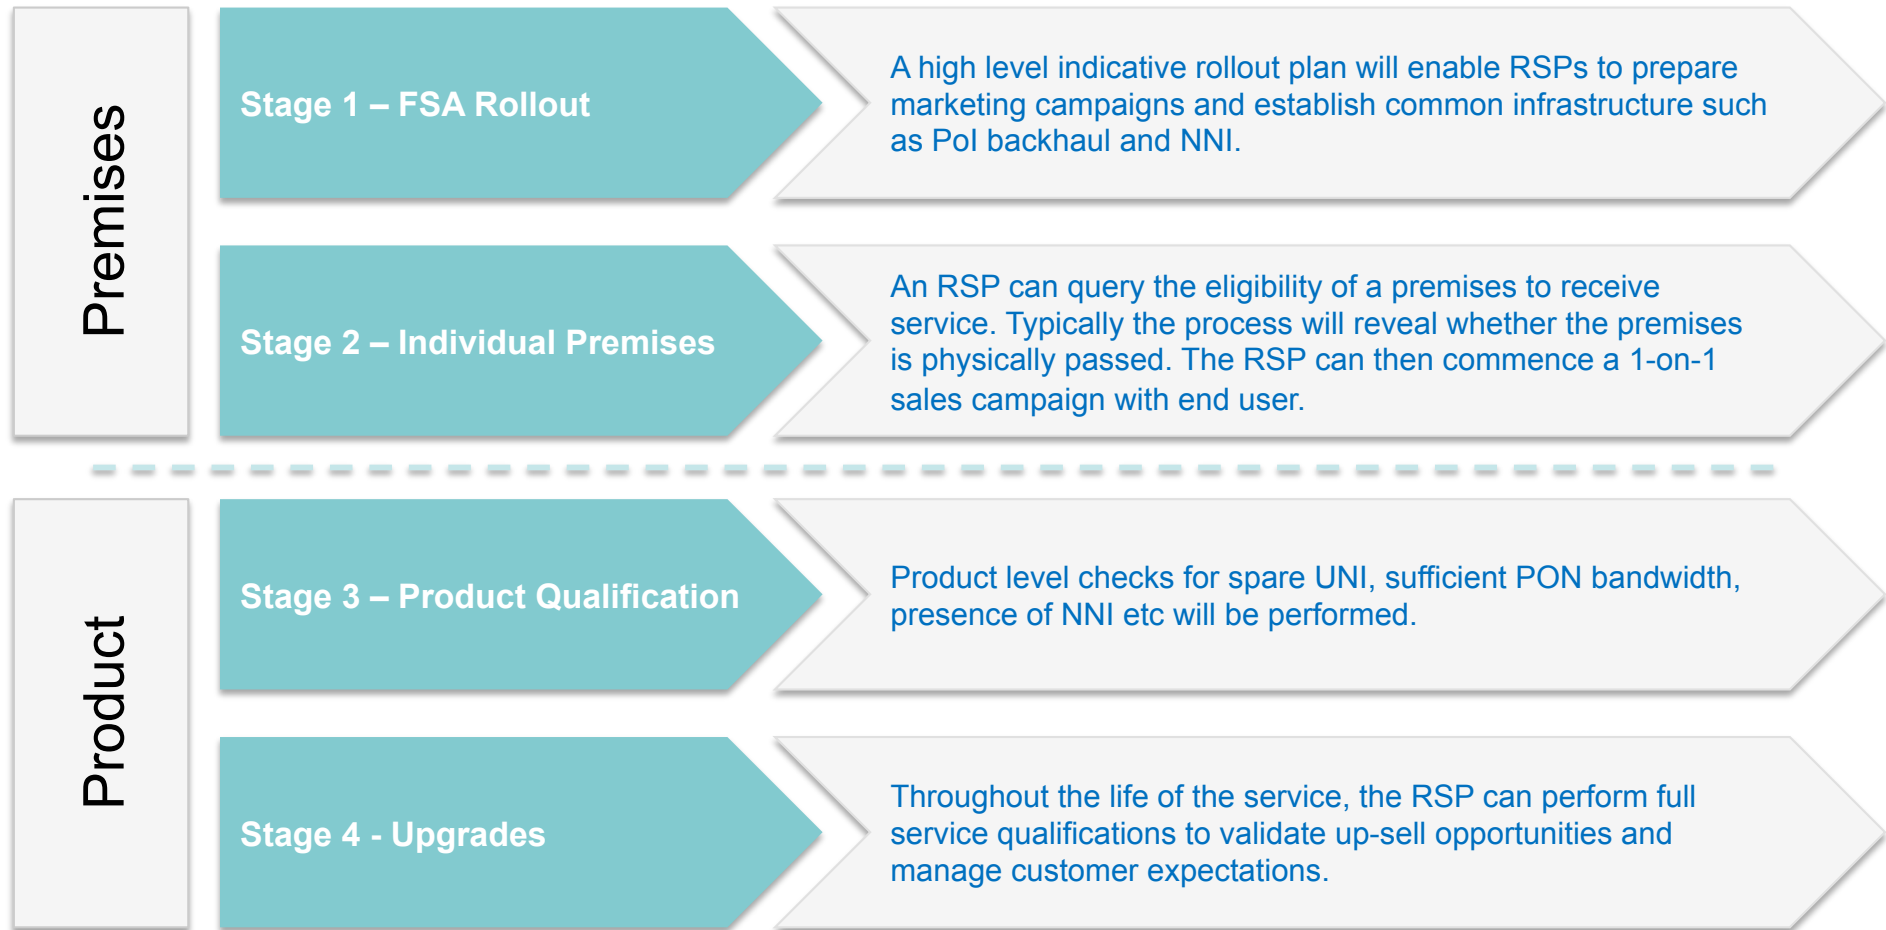 Premises
Stage 1 – FSA Rollout
A high level indicative rollout plan will enable RSPs to prepare
marketing campaigns and establish common infrastructure such
as PoI backhaul and NNI.
Stage 2 – Individual Premises
An RSP can query the eligibility of a premises to receive
service. Typically the process will reveal whether the premises
is physically passed. The RSP can then commence a 1-on-1
sales campaign with end user.
Product
Stage 3 – Product Qualification
Product level checks for spare UNI, sufficient PON bandwidth,
presence of NNI etc will be performed.
Stage 4 - Upgrades
Throughout the life of the service, the RSP can perform full
service qualifications to validate up-sell opportunities and
manage customer expectations.